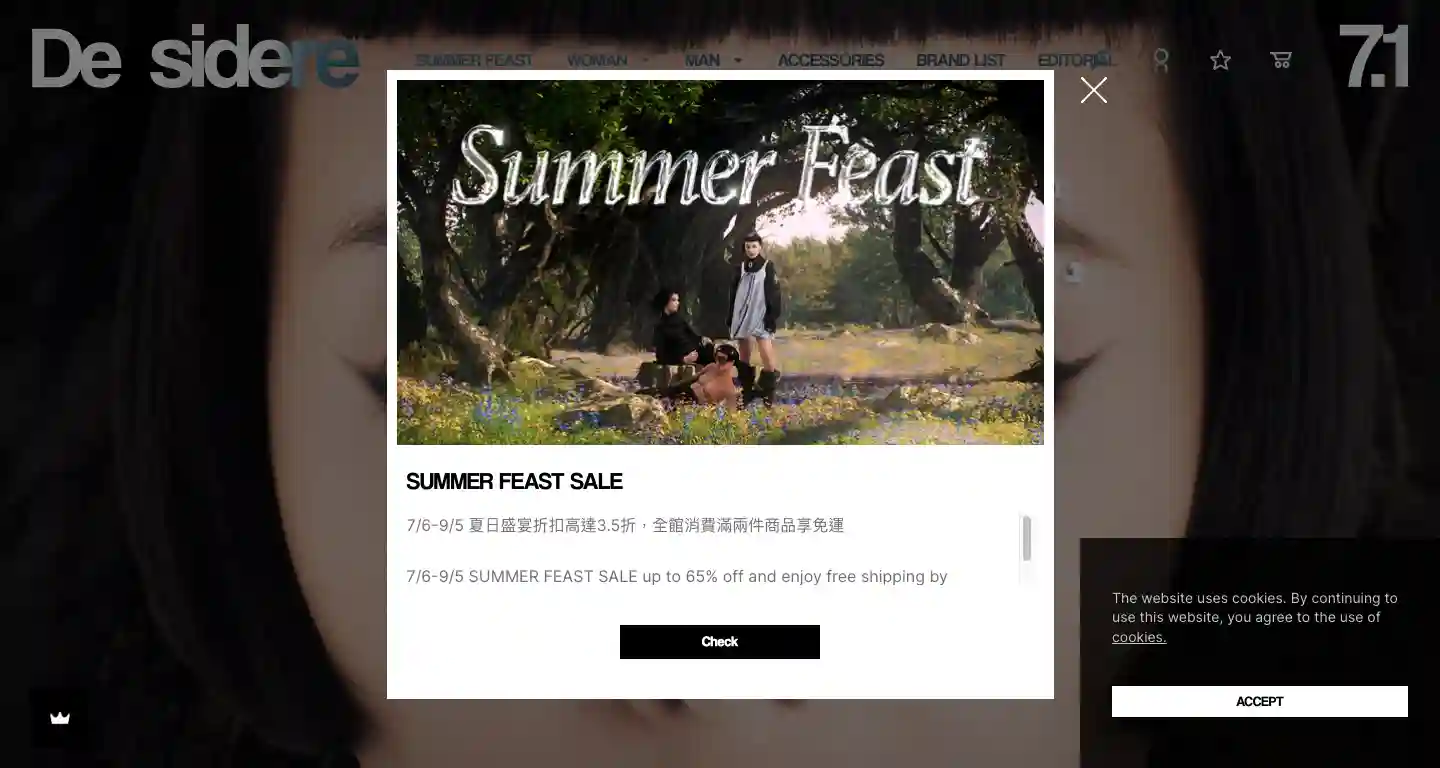 De sidere
SUMMER FEAST WOMAN MAN ACCESSORIES BRAND LIST EDITORIAL
7.1
Summer Feast
SUMMER FEAST SALE
7/6-9/5 夏日盛宴折扣高達3.5折，全館消費滿兩件商品享免運
7/6-9/5 SUMMER FEAST SALE up to 65% off and enjoy free shipping by
Check
The website uses cookies. By continuing to
use this website, you agree to the use of
cookies.
ACCEPT